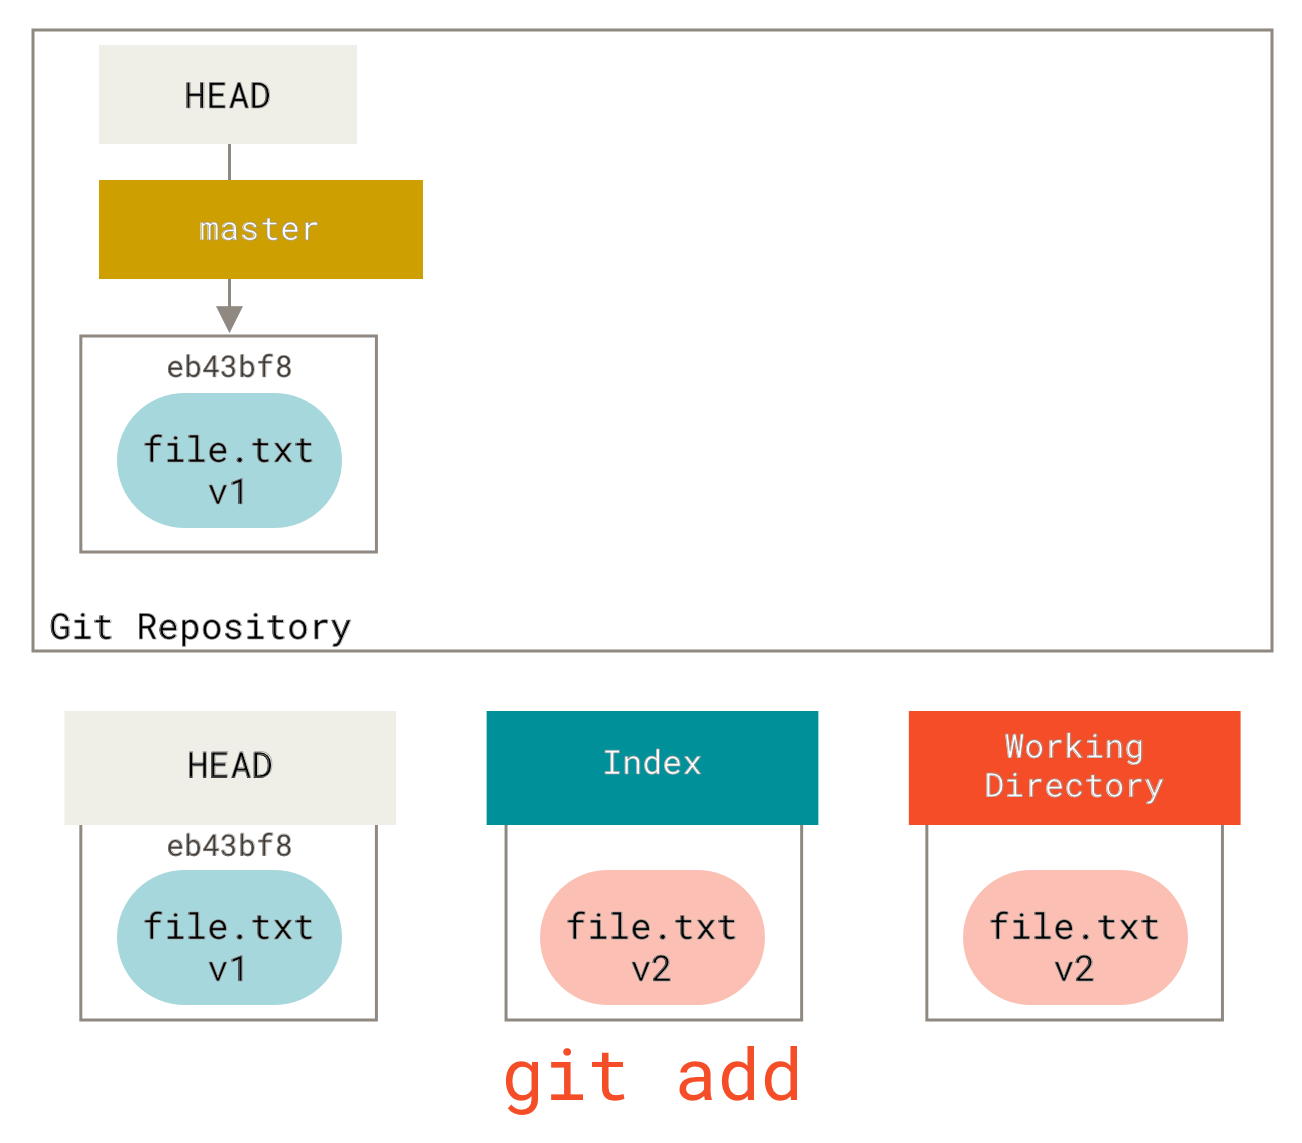 HEAD
master
eb43bf8
file.txt
v1
Git Repository
HEAD
eb43bf8
file.txt
v1
Index
file.txt
v2
Working
Directory
file.txt
v2
git add